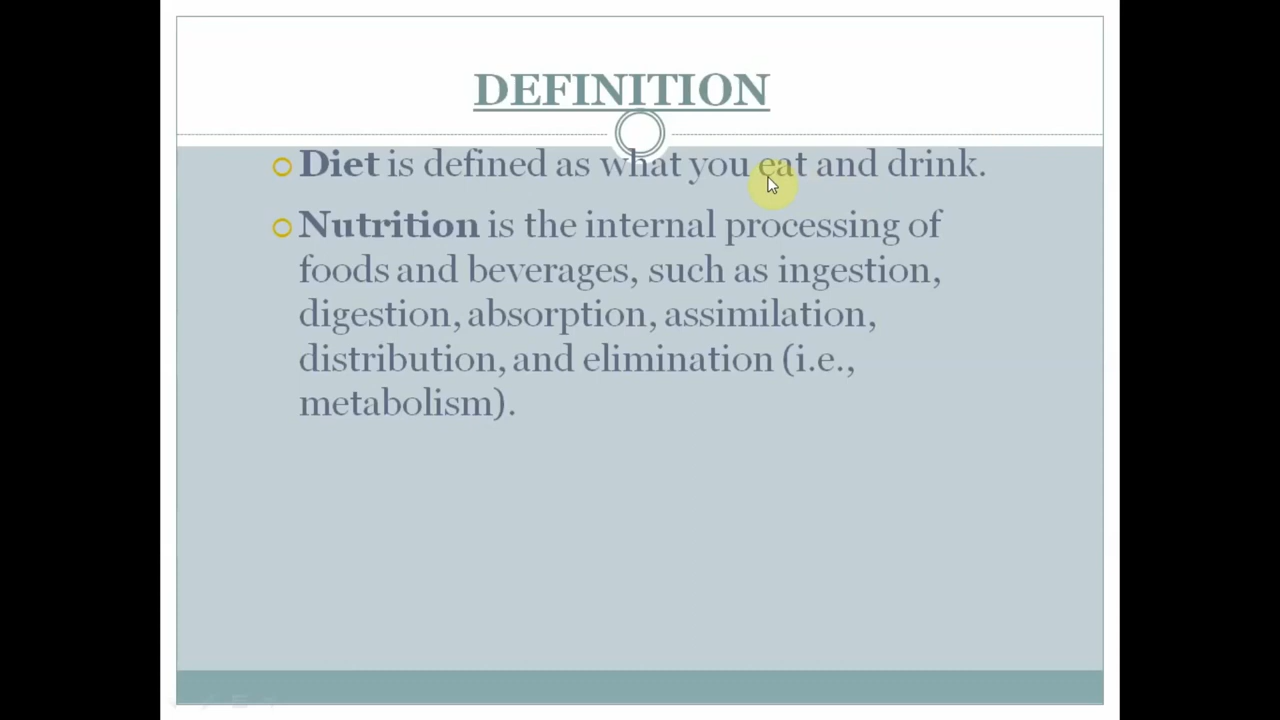 DEFINITION
Diet is defined as what you eat and drink.
Nutrition is the internal processing of
foods and beverages, such as ingestion,
digestion, absorption, assimilation,
distribution, and elimination (i.e.,
metabolism).